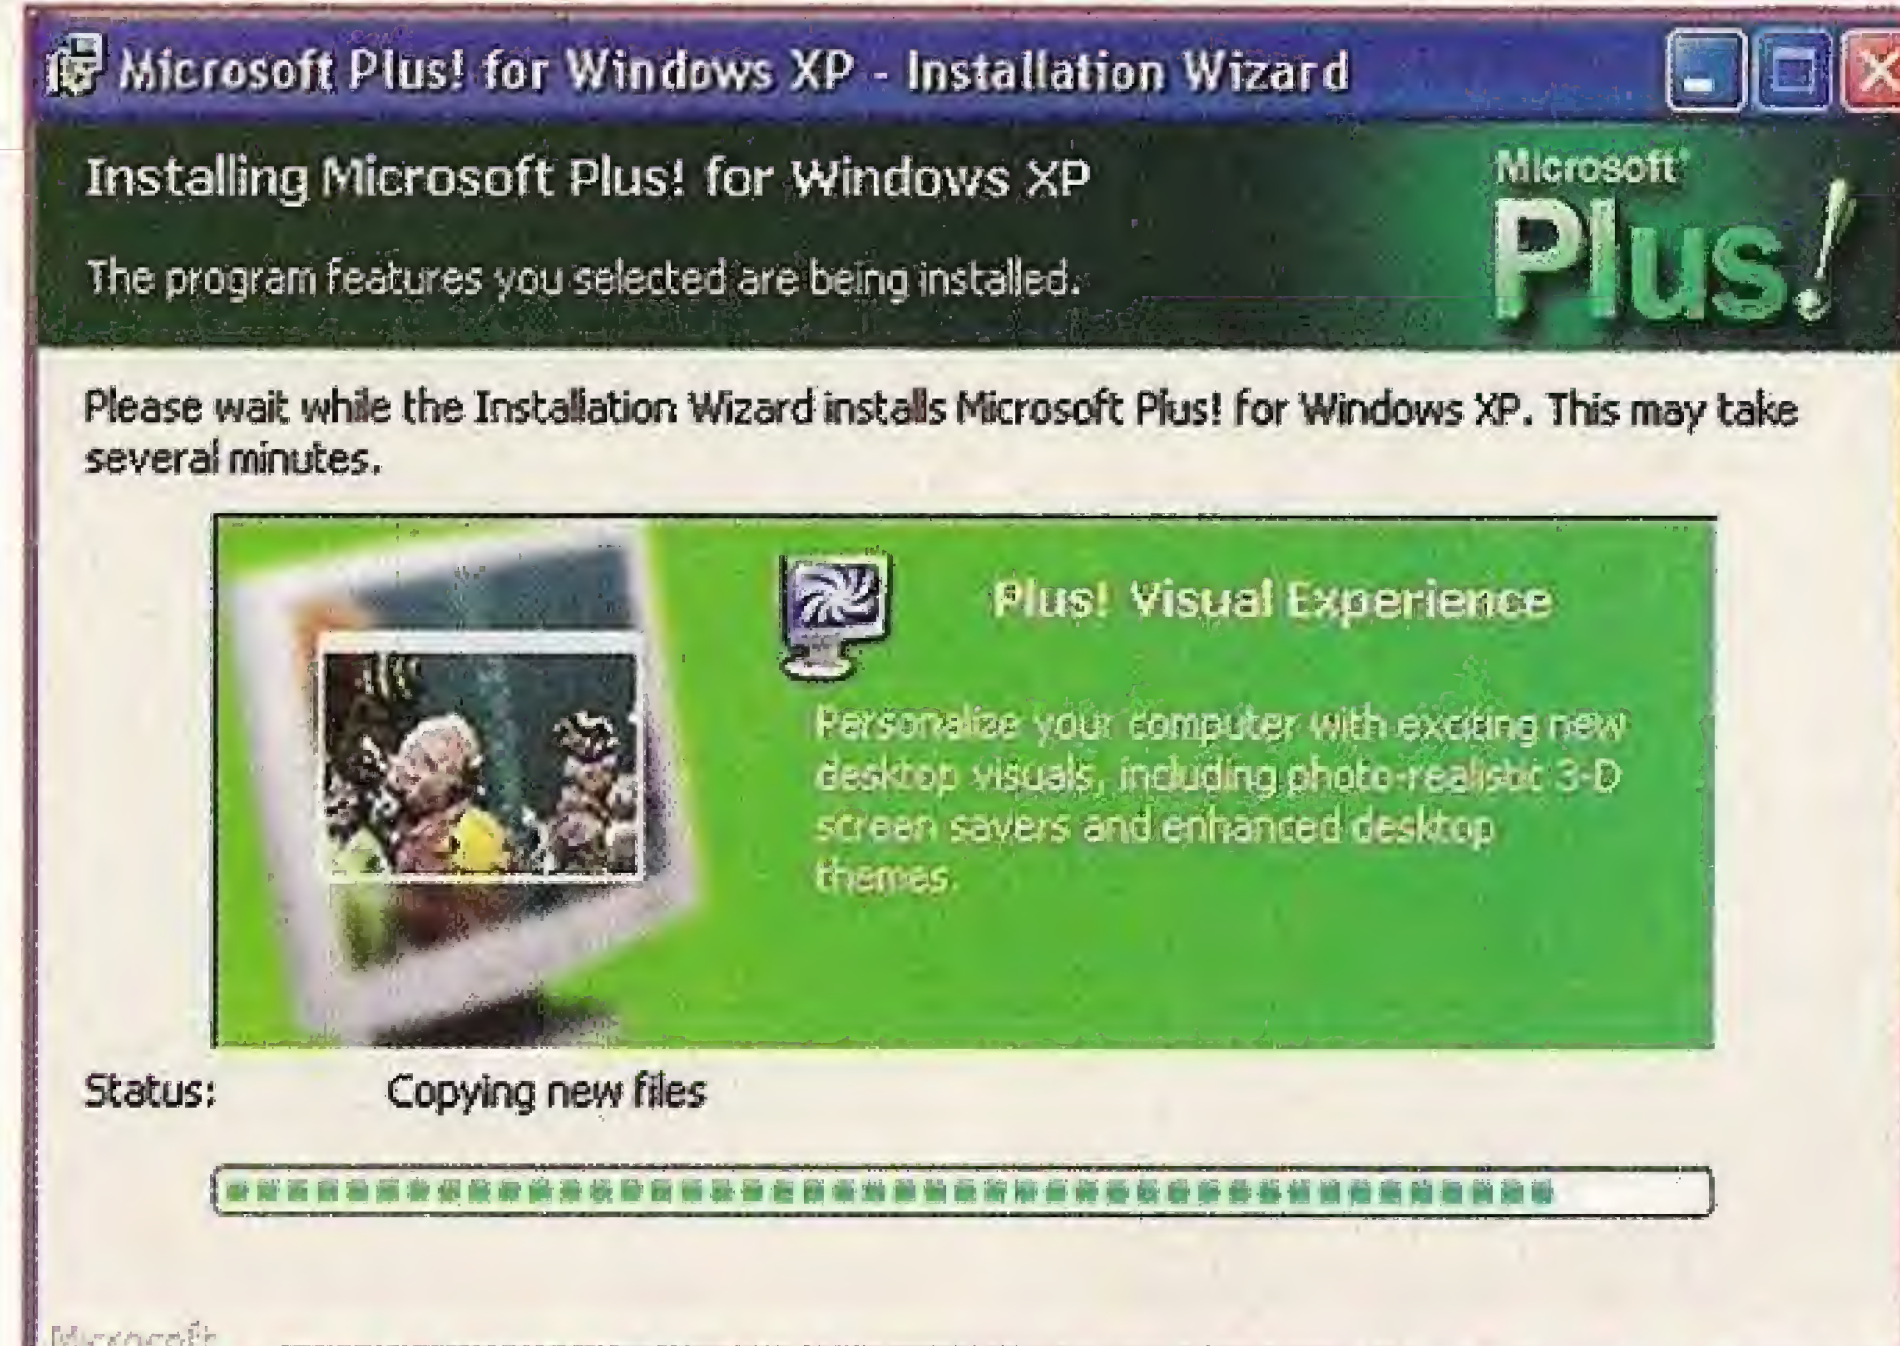 Microsoft Plus! for Windows XP - Installation Wizard
Installing Microsoft Plus! for Windows XP
Microsoft®
Plus!
The program features you selected are being installed.
Please wait while the Installation Wizard installs Microsoft Plus! for Windows XP. This may take
several minutes.
Plus! Visual Experience
Personalize your computer with exciting new
desktop visuals, including photo-realistic 3-D
screen savers and enhanced desktop
themes.
Status: Copying new files
Microsoft